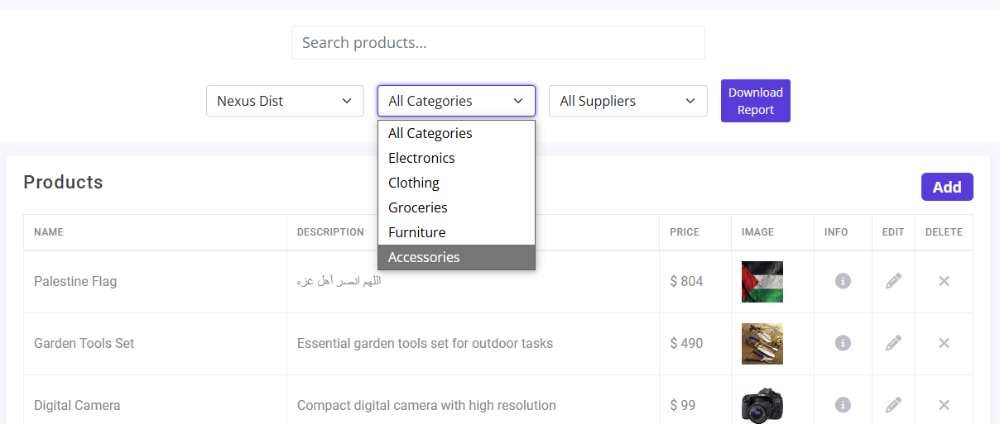 Search products...
Nexus Dist
All Categories
All Suppliers
Download
Report
All Categories
Electronics
Clothing
Groceries
Furniture
Accessories
Products
Add
NAME DESCRIPTION PRICE IMAGE INFO EDIT DELETE
Palestine Flag اللهم انصر أهل غزه $ 804
Garden Tools Set Essential garden tools set for outdoor tasks $ 490
Digital Camera Compact digital camera with high resolution $ 99